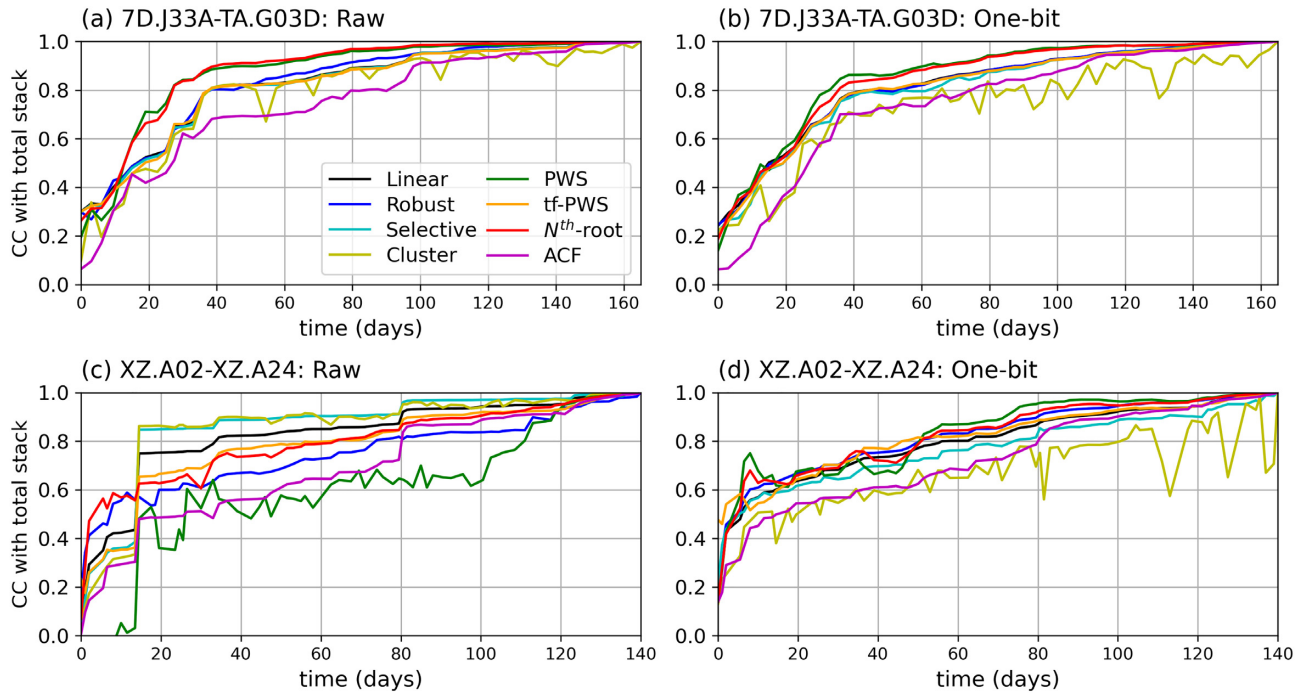 (a) 7D.J33A-TA.G03D: Raw
CC with total stack
1.0
0.8
0.6
0.4
0.2
0.0
Linear
Robust
Selective
Cluster
PWS
tf-PWS
Nth-root
ACF
0 20 40 60 80 100 120 140 160
time (days)
(b) 7D.J33A-TA.G03D: One-bit
1.0
0.8
0.6
0.4
0.2
0.0
0 20 40 60 80 100 120 140 160
time (days)
(c) XZ.A02-XZ.A24: Raw
CC with total stack
1.0
0.8
0.6
0.4
0.2
0.0
0 20 40 60 80 100 120 140
time (days)
(d) XZ.A02-XZ.A24: One-bit
1.0
0.8
0.6
0.4
0.2
0.0
0 20 40 60 80 100 120 140
time (days)